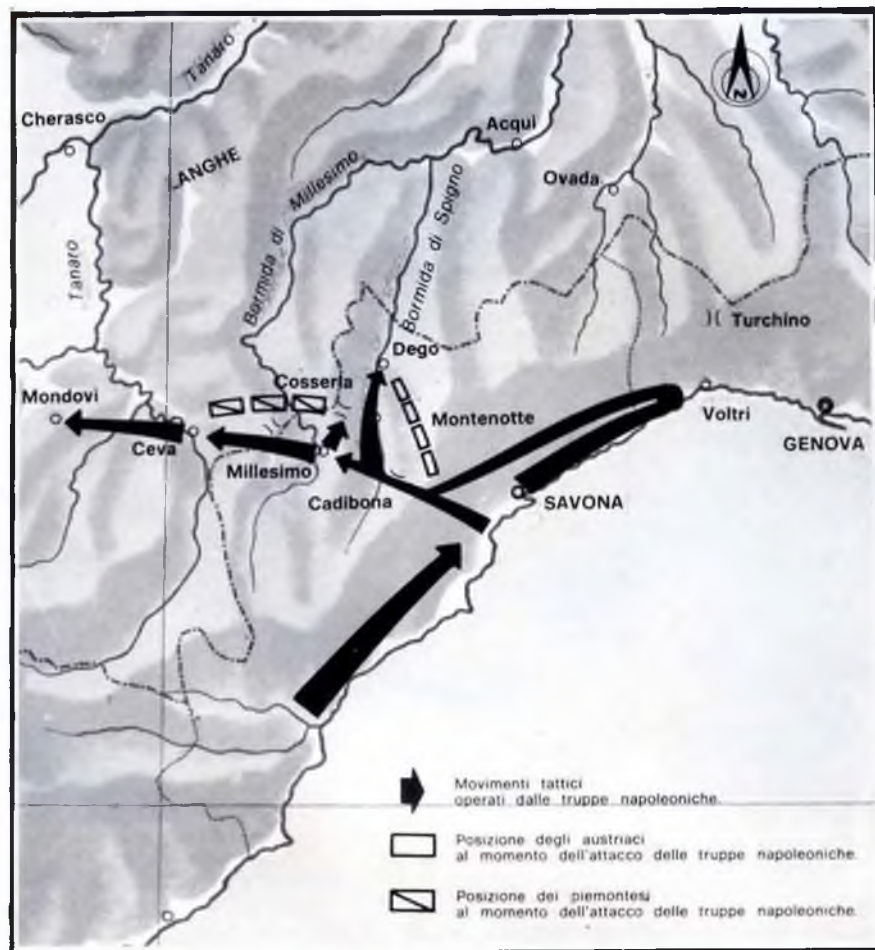 Tanaro
Cherasco
LANGHE
Acqui
Ovada
Bormida di Millesimo
Bormida di Spigno
Tanaro
Turchino
Dego
Cosseria
Mondovi
Montenotte
Voltri
GENOVA
Ceva
Millesimo
Cadibona
SAVONA
N
Movimenti tattici
operati dalle truppe napoleoniche.
Posizione degli austriaci
al momento dell'attacco delle truppe napoleoniche.
Posizione dei piemontesi
al momento dell'attacco delle truppe napoleoniche.